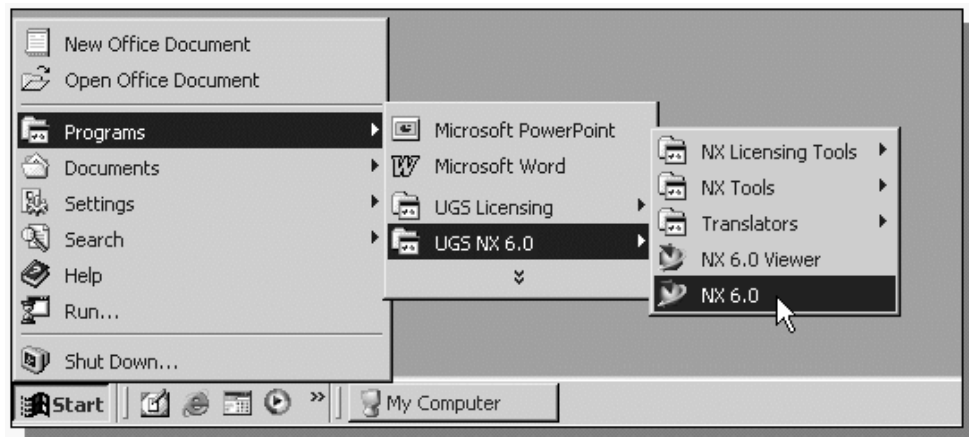 New Office Document
Open Office Document
Programs
Documents
Settings
Search
Help
Run...
Shut Down...
Microsoft PowerPoint
Microsoft Word
UGS Licensing
UGS NX 6.0
NX Licensing Tools
NX Tools
Translators
NX 6.0 Viewer
NX 6.0
Start
»
My Computer